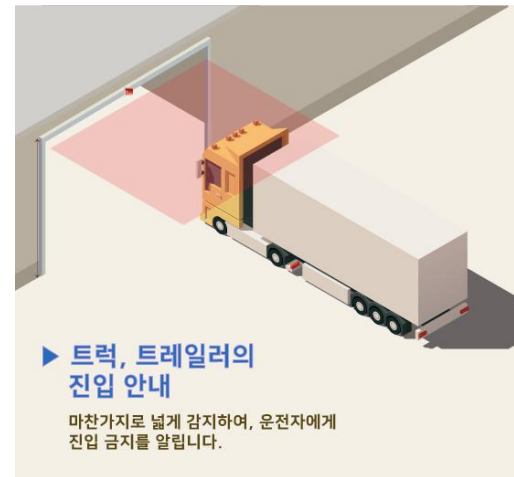 ▶ 트럭, 트레일러의
진입 안내
마찬가지로 넓게 감지하여, 운전자에게
진입 금지를 알립니다.